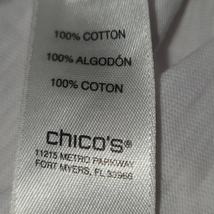 100% COTTON
100% ALGODÓN
100% COTON
chico's®
11215 METRO PARKWAY
FORT MYERS, FL 33966